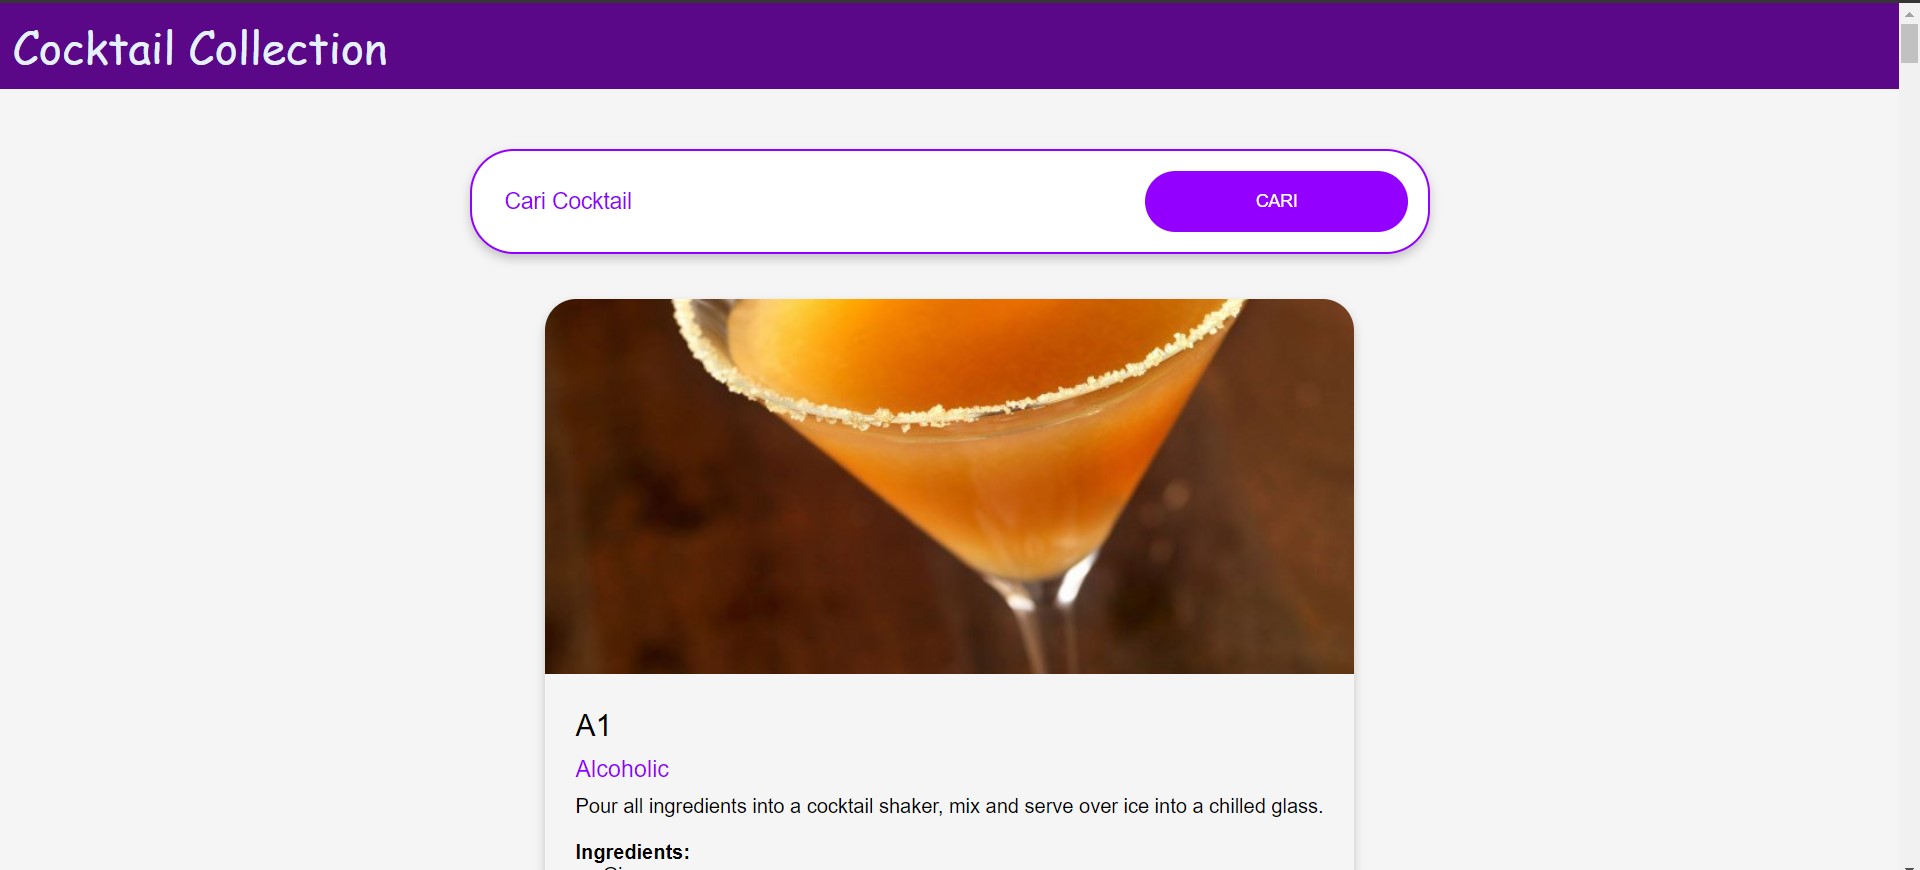 Cocktail Collection
Cari Cocktail
CARI
A1
Alcoholic
Pour all ingredients into a cocktail shaker, mix and serve over ice into a chilled glass.
Ingredients: